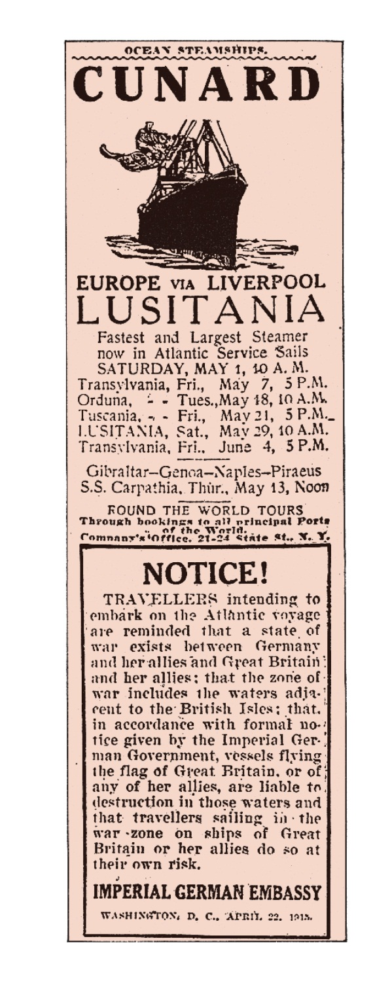 OCEAN STEAMSHIPS.
CUNARD
EUROPE VIA LIVERPOOL
LUSITANIA
Fastest and Largest Steamer
now in Atlantic Service Sails
SATURDAY, MAY 1, 10 A. M.
Transylvania, Fri., May 7, 5 P.M.
Orduna, - - Tues., May 18, 10 A.M.
Tuscania, - - Fri., May 21, 5 P.M.
LUSITANIA, Sat., May 29, 10 A.M.
Transylvania, Fri., June 4, 5 P.M.
Gibraltar–Genoa–Naples–Piraeus
S.S. Carpathia, Thur., May 13, Noon
ROUND THE WORLD TOURS
Through bookings to all principal Ports
of the World.
Company's Office, 21-24 State St., N. Y.
NOTICE!
TRAVELLERS intending to
embark on the Atlantic voyage
are reminded that a state of
war exists between Germany
and her allies and Great Britain
and her allies; that the zone of
war includes the waters adja-
cent to the British Isles; that,
in accordance with formal no-
tice given by the Imperial Ger-
man Government, vessels flying
the flag of Great Britain, or of
any of her allies, are liable to
destruction in those waters and
that travellers sailing in the
war zone on ships of Great
Britain or her allies do so at
their own risk.
IMPERIAL GERMAN EMBASSY
WASHINGTON, D. C., APRIL 22, 1915.